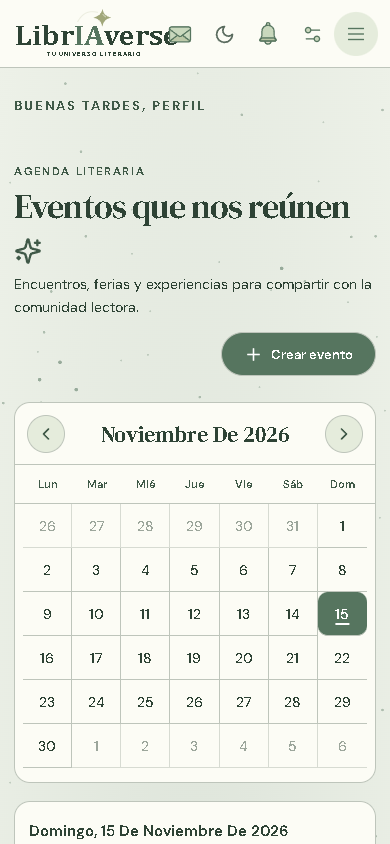 LibrIAverse
TU UNIVERSO LITERARIO
BUENAS TARDES, PERFIL
AGENDA LITERARIA
Eventos que nos reúnen
Encuentros, ferias y experiencias para compartir con la
comunidad lectora.
Crear evento
Noviembre De 2026
Lun Mar Mié Jue Vie Sáb Dom
26 27 28 29 30 31 1
2 3 4 5 6 7 8
9 10 11 12 13 14 15
16 17 18 19 20 21 22
23 24 25 26 27 28 29
30 1 2 3 4 5 6
Domingo, 15 De Noviembre De 2026